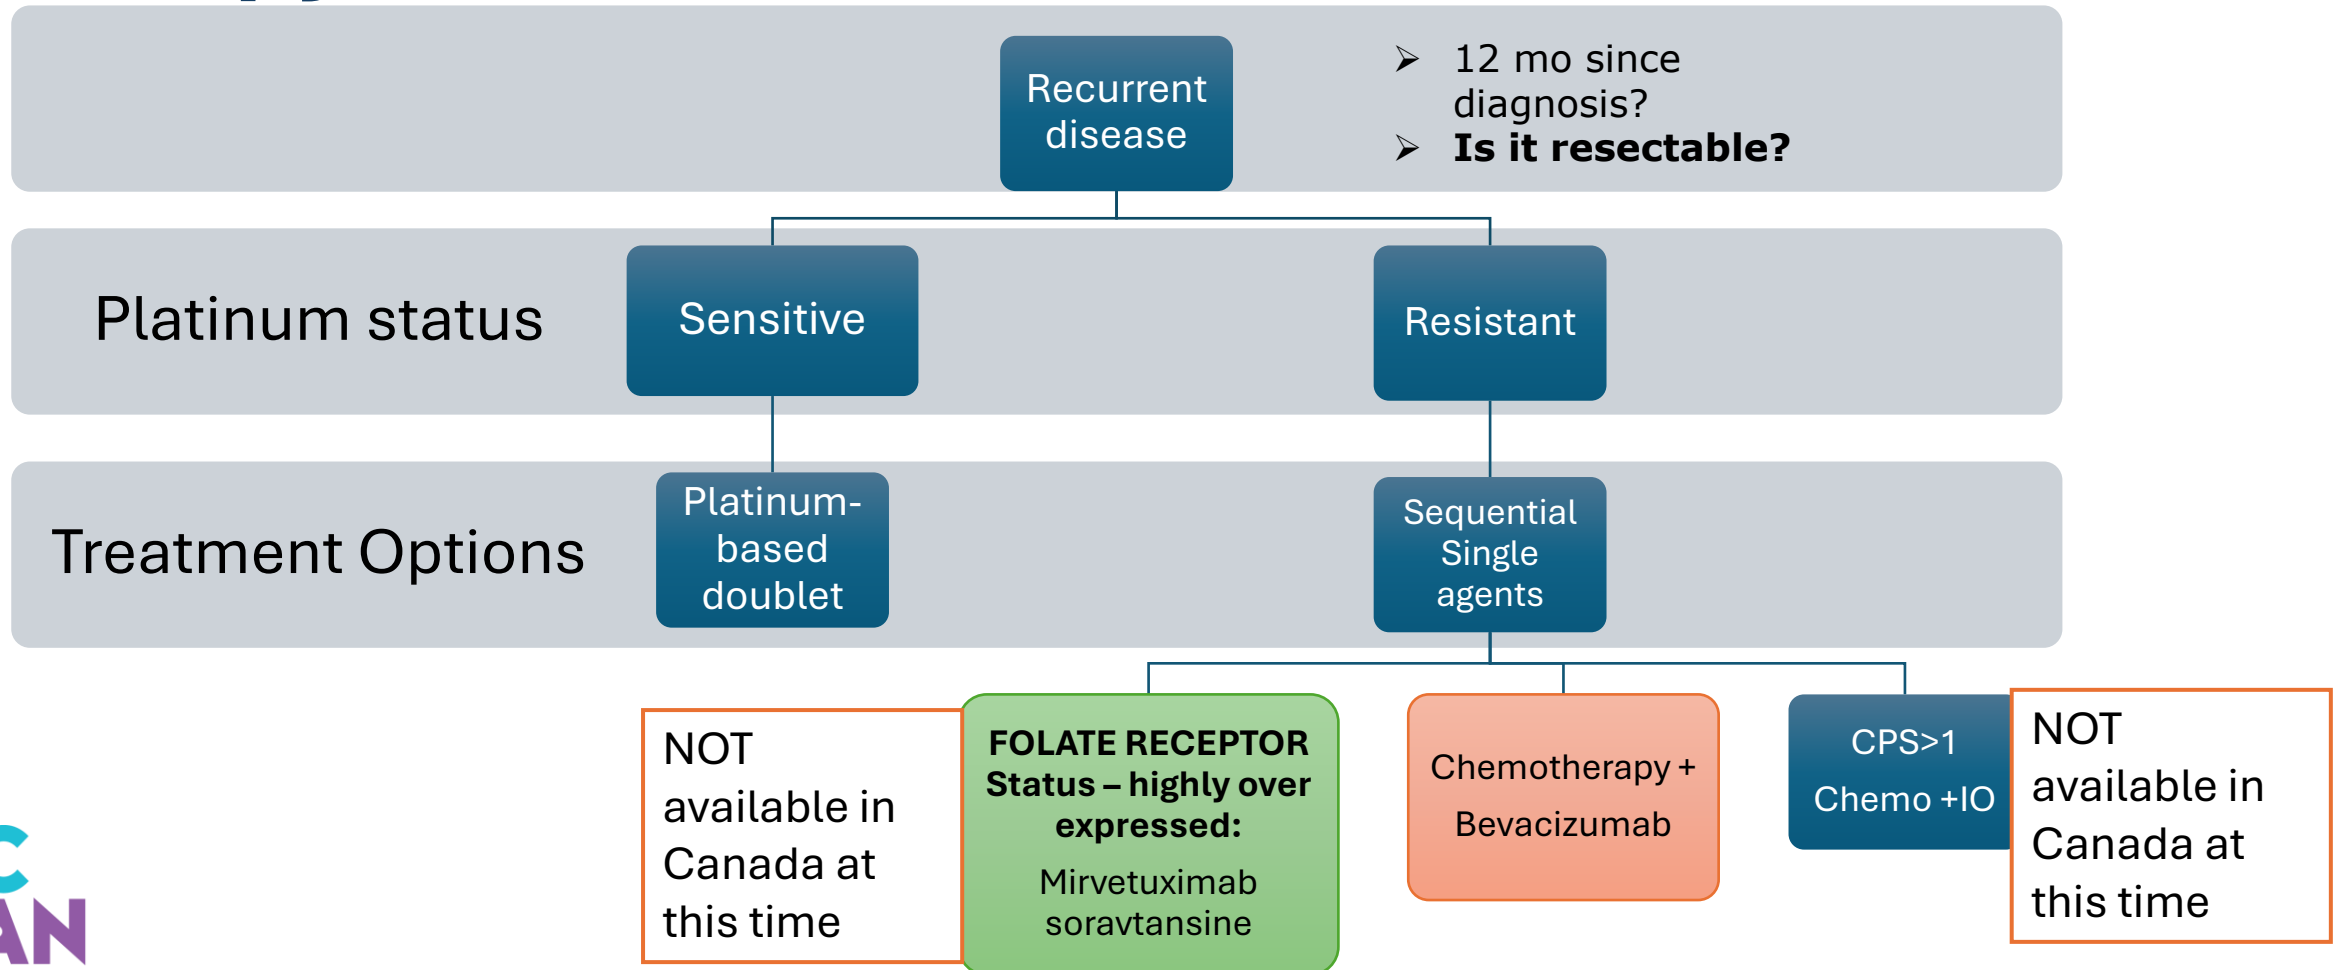 Recurrent
disease
➢ 12 mo since
diagnosis?
➢ Is it resectable?
Platinum status
Sensitive
Resistant
Treatment Options
Platinum-
based
doublet
Sequential
Single
agents
NOT
available in
Canada at
this time
FOLATE RECEPTOR
Status – highly over
expressed:
Mirvetuximab
soravtansine
Chemotherapy +
Bevacizumab
CPS>1
Chemo +IO
NOT
available in
Canada at
this time
C
AN